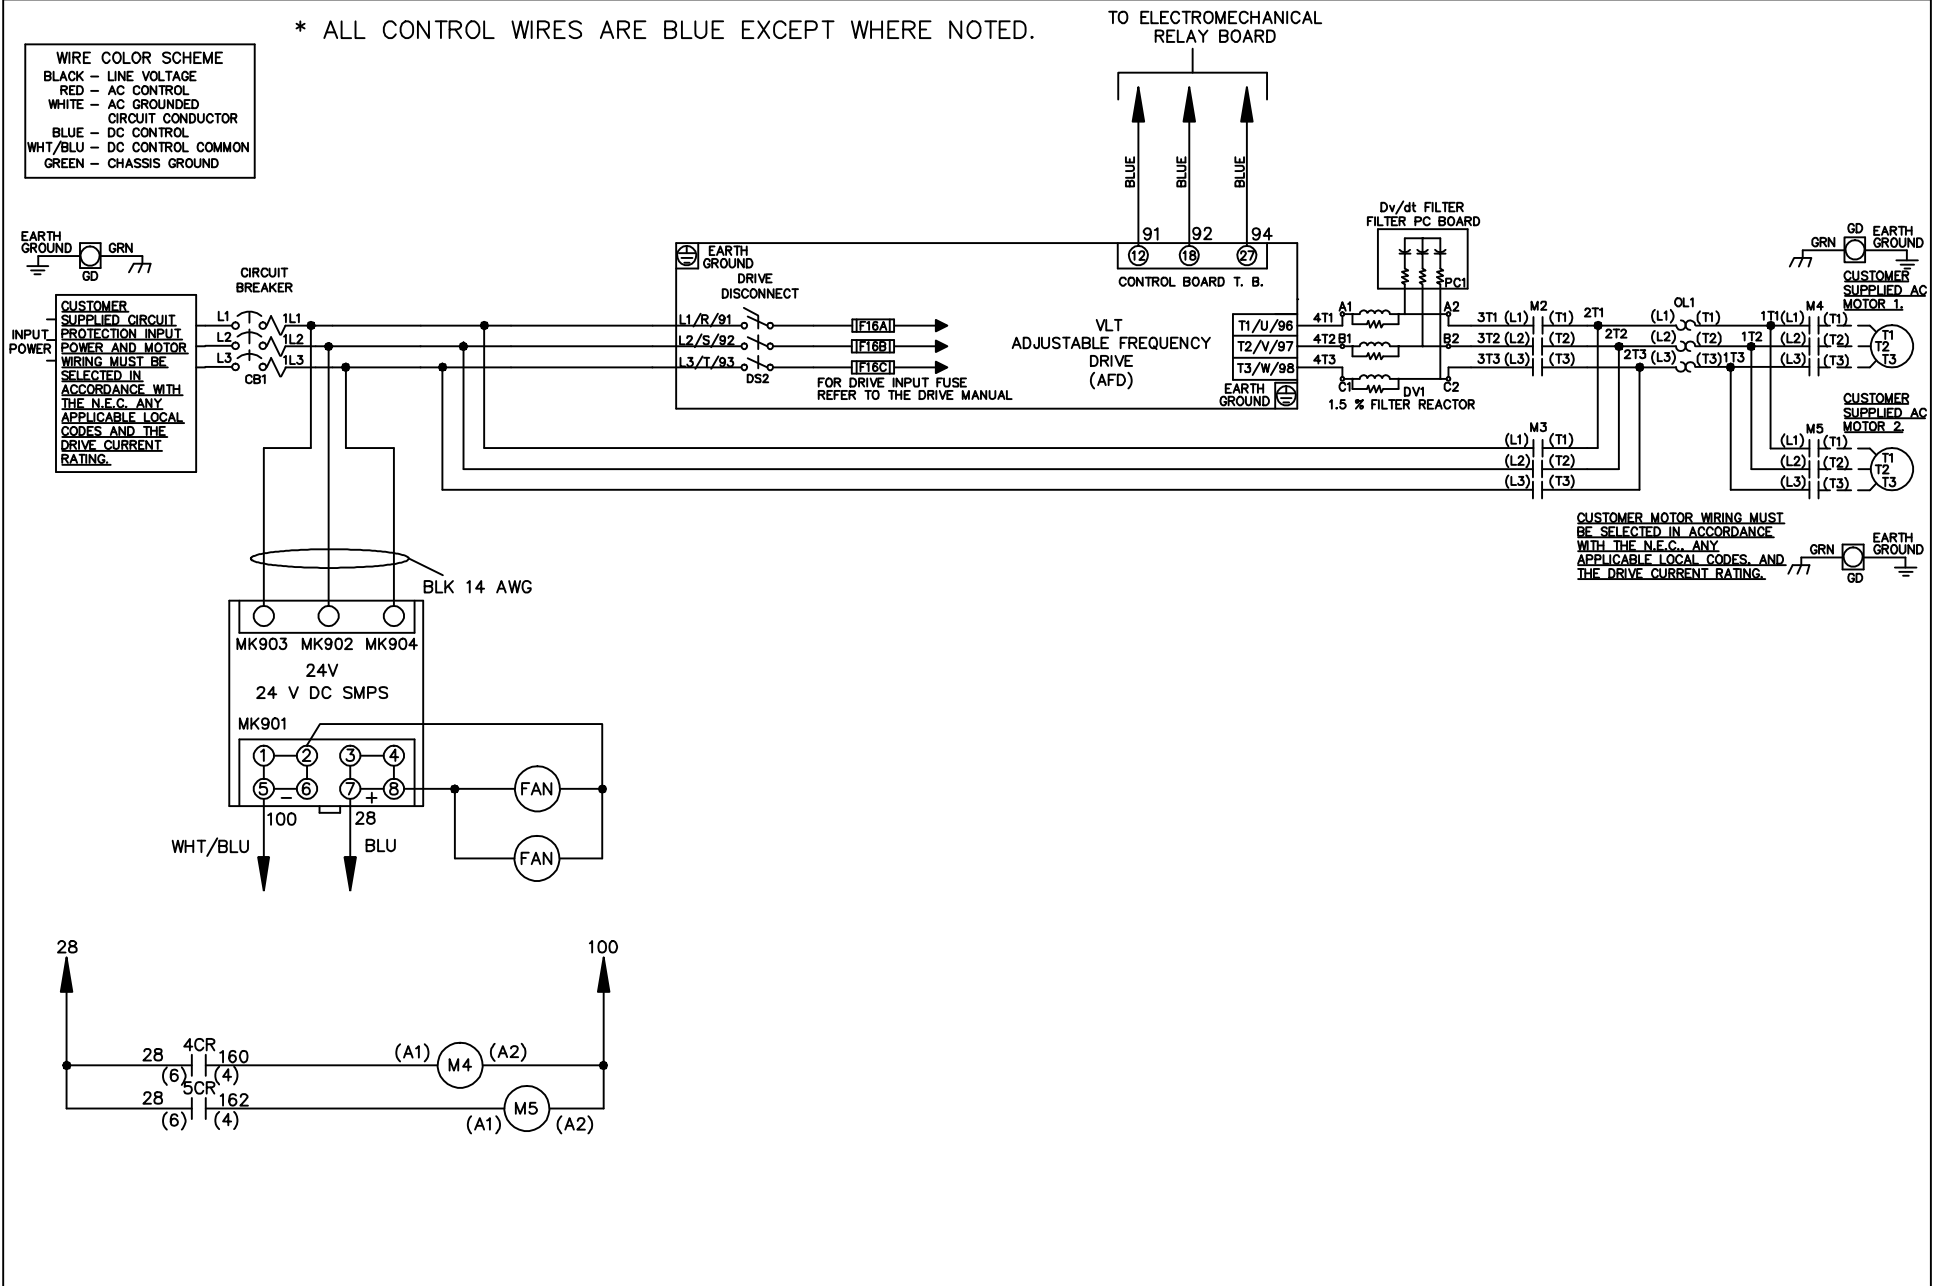 * ALL CONTROL WIRES ARE BLUE EXCEPT WHERE NOTED.
TO ELECTROMECHANICAL
RELAY BOARD
WIRE COLOR SCHEME
BLACK – LINE VOLTAGE
RED – AC CONTROL
WHITE – AC GROUNDED
CIRCUIT CONDUCTOR
BLUE – DC CONTROL
WHT/BLU – DC CONTROL COMMON
GREEN – CHASSIS GROUND
BLUE
BLUE
BLUE
91 92 94
12 18 27
CONTROL BOARD T. B.
EARTH
GROUND
GRN
GD
CIRCUIT
BREAKER
INPUT
POWER
CUSTOMER
SUPPLIED CIRCUIT
PROTECTION INPUT
POWER AND MOTOR
WIRING MUST BE
SELECTED IN
ACCORDANCE WITH
THE N.E.C. ANY
APPLICABLE LOCAL
CODES AND THE
DRIVE CURRENT
RATING.
L1 1L1
L2 1L2
L3 1L3
CB1
EARTH
GROUND
DRIVE
DISCONNECT
L1/R/91
L2/S/92
L3/T/93
DS2
F16A
F16B
F16C
FOR DRIVE INPUT FUSE
REFER TO THE DRIVE MANUAL
VLT
ADJUSTABLE FREQUENCY
DRIVE
(AFD)
T1/U/96
T2/V/97
T3/W/98
EARTH
GROUND
Dv/dt FILTER
FILTER PC BOARD
PC1
4T1 A1 A2
4T2 B1 B2
4T3
C1 DV1 C2
1.5 % FILTER REACTOR
M2
3T1 (L1) (T1) 2T1
3T2 (L2) (T2) 2T2
3T3 (L3) (T3) 2T3
OL1
(L1) (T1) 1T1
(L2) (T2) 1T2
(L3) (T3) 1T3
M4
(L1) (T1)
(L2) (T2)
(L3) (T3)
T1
T2
T3
GRN
GD
EARTH
GROUND
CUSTOMER
SUPPLIED AC
MOTOR 1.
M3
(L1) (T1)
(L2) (T2)
(L3) (T3)
CUSTOMER
SUPPLIED AC
MOTOR 2.
M5
(L1) (T1)
(L2) (T2)
(L3) (T3)
T1
T2
T3
CUSTOMER MOTOR WIRING MUST
BE SELECTED IN ACCORDANCE
WITH THE N.E.C., ANY
APPLICABLE LOCAL CODES, AND
THE DRIVE CURRENT RATING.
GRN
GD
EARTH
GROUND
BLK 14 AWG
MK903 MK902 MK904
24V
24 V DC SMPS
MK901
1 2 3 4
5 – 6 7 + 8
100 28
WHT/BLU BLU
FAN
FAN
28 100
28 4CR 160 (A1) M4 (A2)
(6) (4)
28 5CR 162 M5
(6) (4) (A1) (A2)